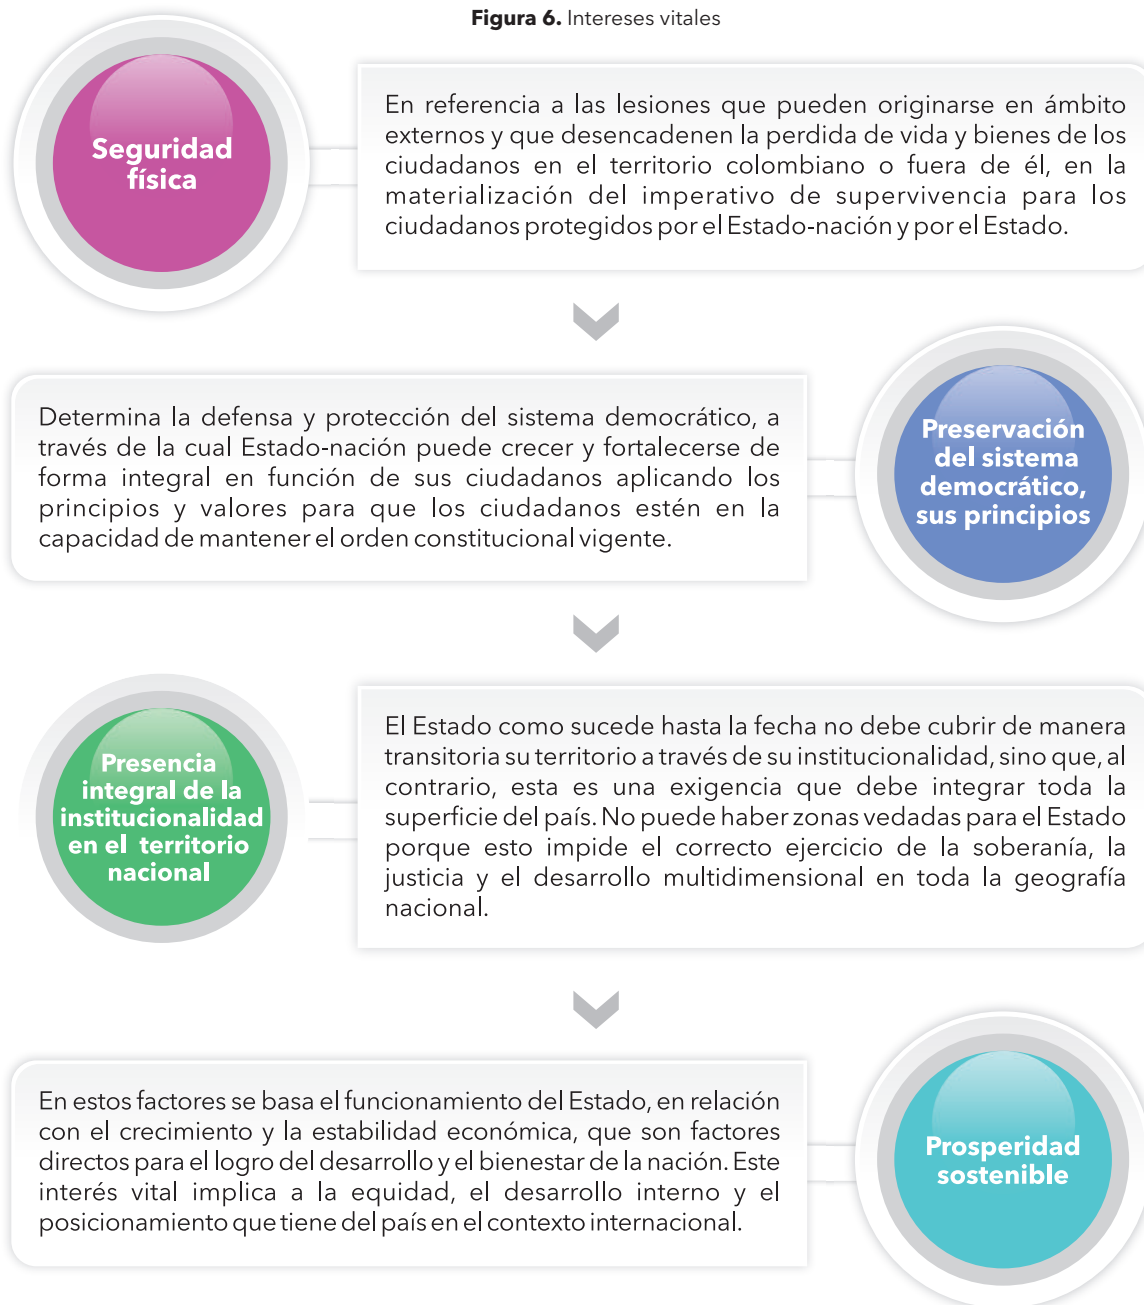 Figura 6. Intereses vitales
Seguridad
física
En referencia a las lesiones que pueden originarse en ámbito
externos y que desencadenen la perdida de vida y bienes de los
ciudadanos en el territorio colombiano o fuera de él, en la
materialización del imperativo de supervivencia para los
ciudadanos protegidos por el Estado-nación y por el Estado.
Determina la defensa y protección del sistema democrático, a
través de la cual Estado-nación puede crecer y fortalecerse de
forma integral en función de sus ciudadanos aplicando los
principios y valores para que los ciudadanos estén en la
capacidad de mantener el orden constitucional vigente.
Preservación
del sistema
democrático,
sus principios
Presencia
integral de la
institucionalidad
en el territorio
nacional
El Estado como sucede hasta la fecha no debe cubrir de manera
transitoria su territorio a través de su institucionalidad, sino que, al
contrario, esta es una exigencia que debe integrar toda la
superficie del país. No puede haber zonas vedadas para el Estado
porque esto impide el correcto ejercicio de la soberanía, la
justicia y el desarrollo multidimensional en toda la geografía
nacional.
En estos factores se basa el funcionamiento del Estado, en relación
con el crecimiento y la estabilidad económica, que son factores
directos para el logro del desarrollo y el bienestar de la nación. Este
interés vital implica a la equidad, el desarrollo interno y el
posicionamiento que tiene del país en el contexto internacional.
Prosperidad
sostenible